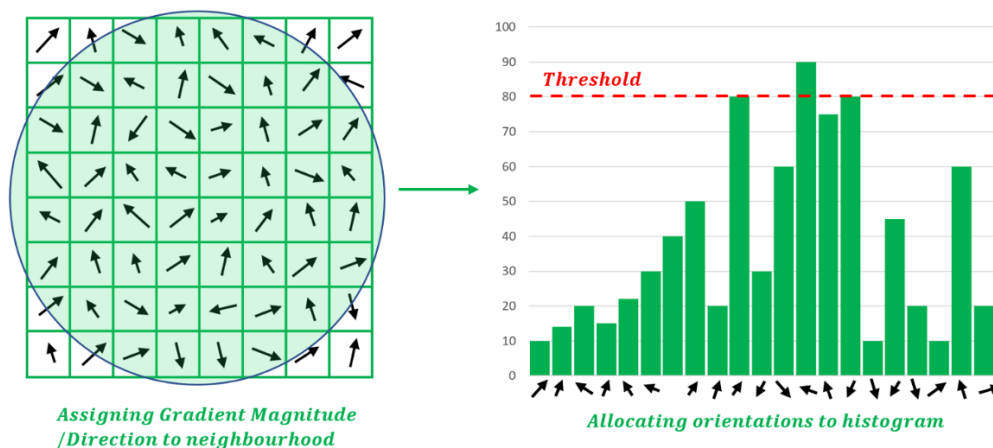 100
90
Threshold
80
70
60
50
40
30
20
10
0
Assigning Gradient Magnitude
/Direction to neighbourhood
Allocating orientations to histogram